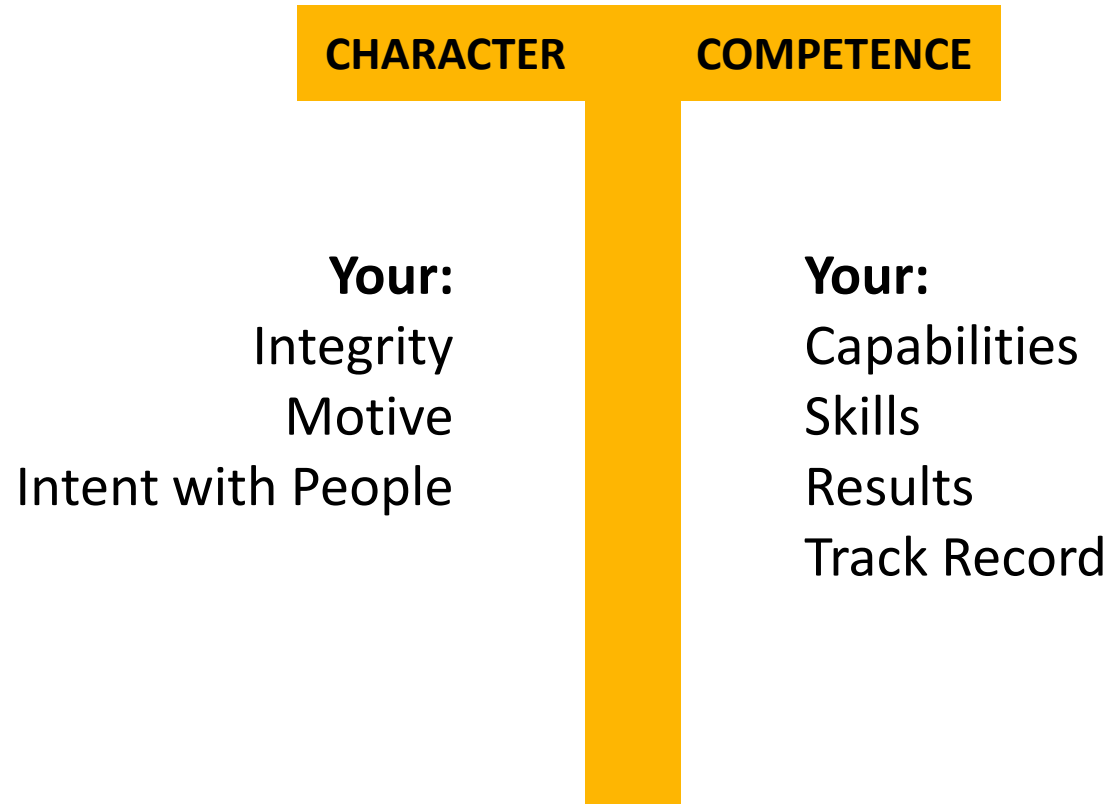 CHARACTER COMPETENCE
Your:
Integrity
Motive
Intent with People
Your:
Capabilities
Skills
Results
Track Record